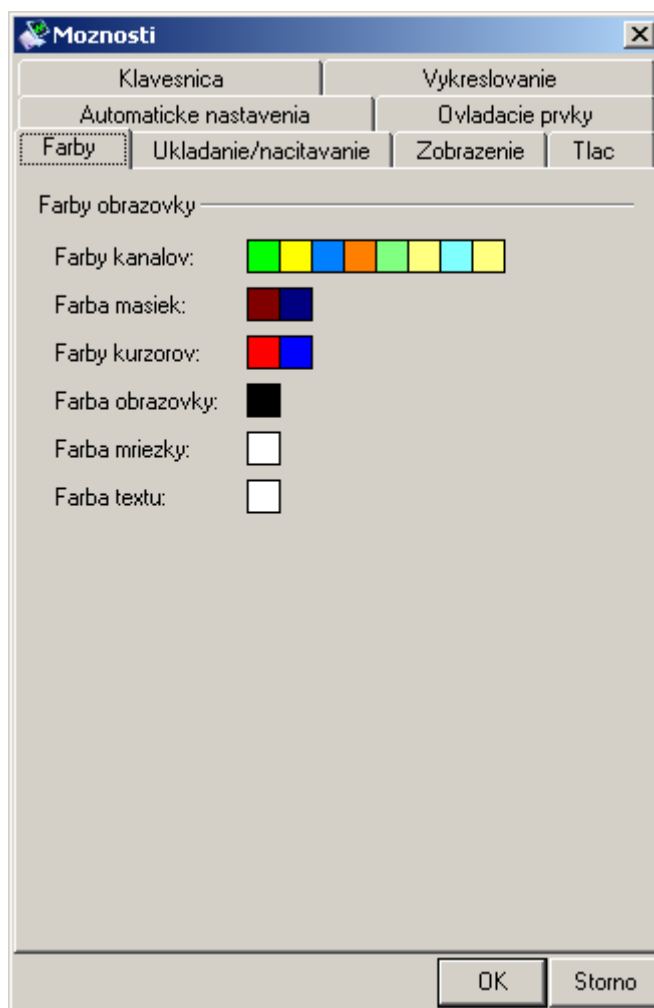 Moznosti
Klavesnica Vykreslovanie
Automaticke nastavenia Ovladacie prvky
Farby Ukladanie/nacitavanie Zobrazenie Tlac
Farby obrazovky
Farby kanalov:
Farba masiek:
Farby kurzorov:
Farba obrazovky:
Farba mriezky:
Farba textu:
OK Storno